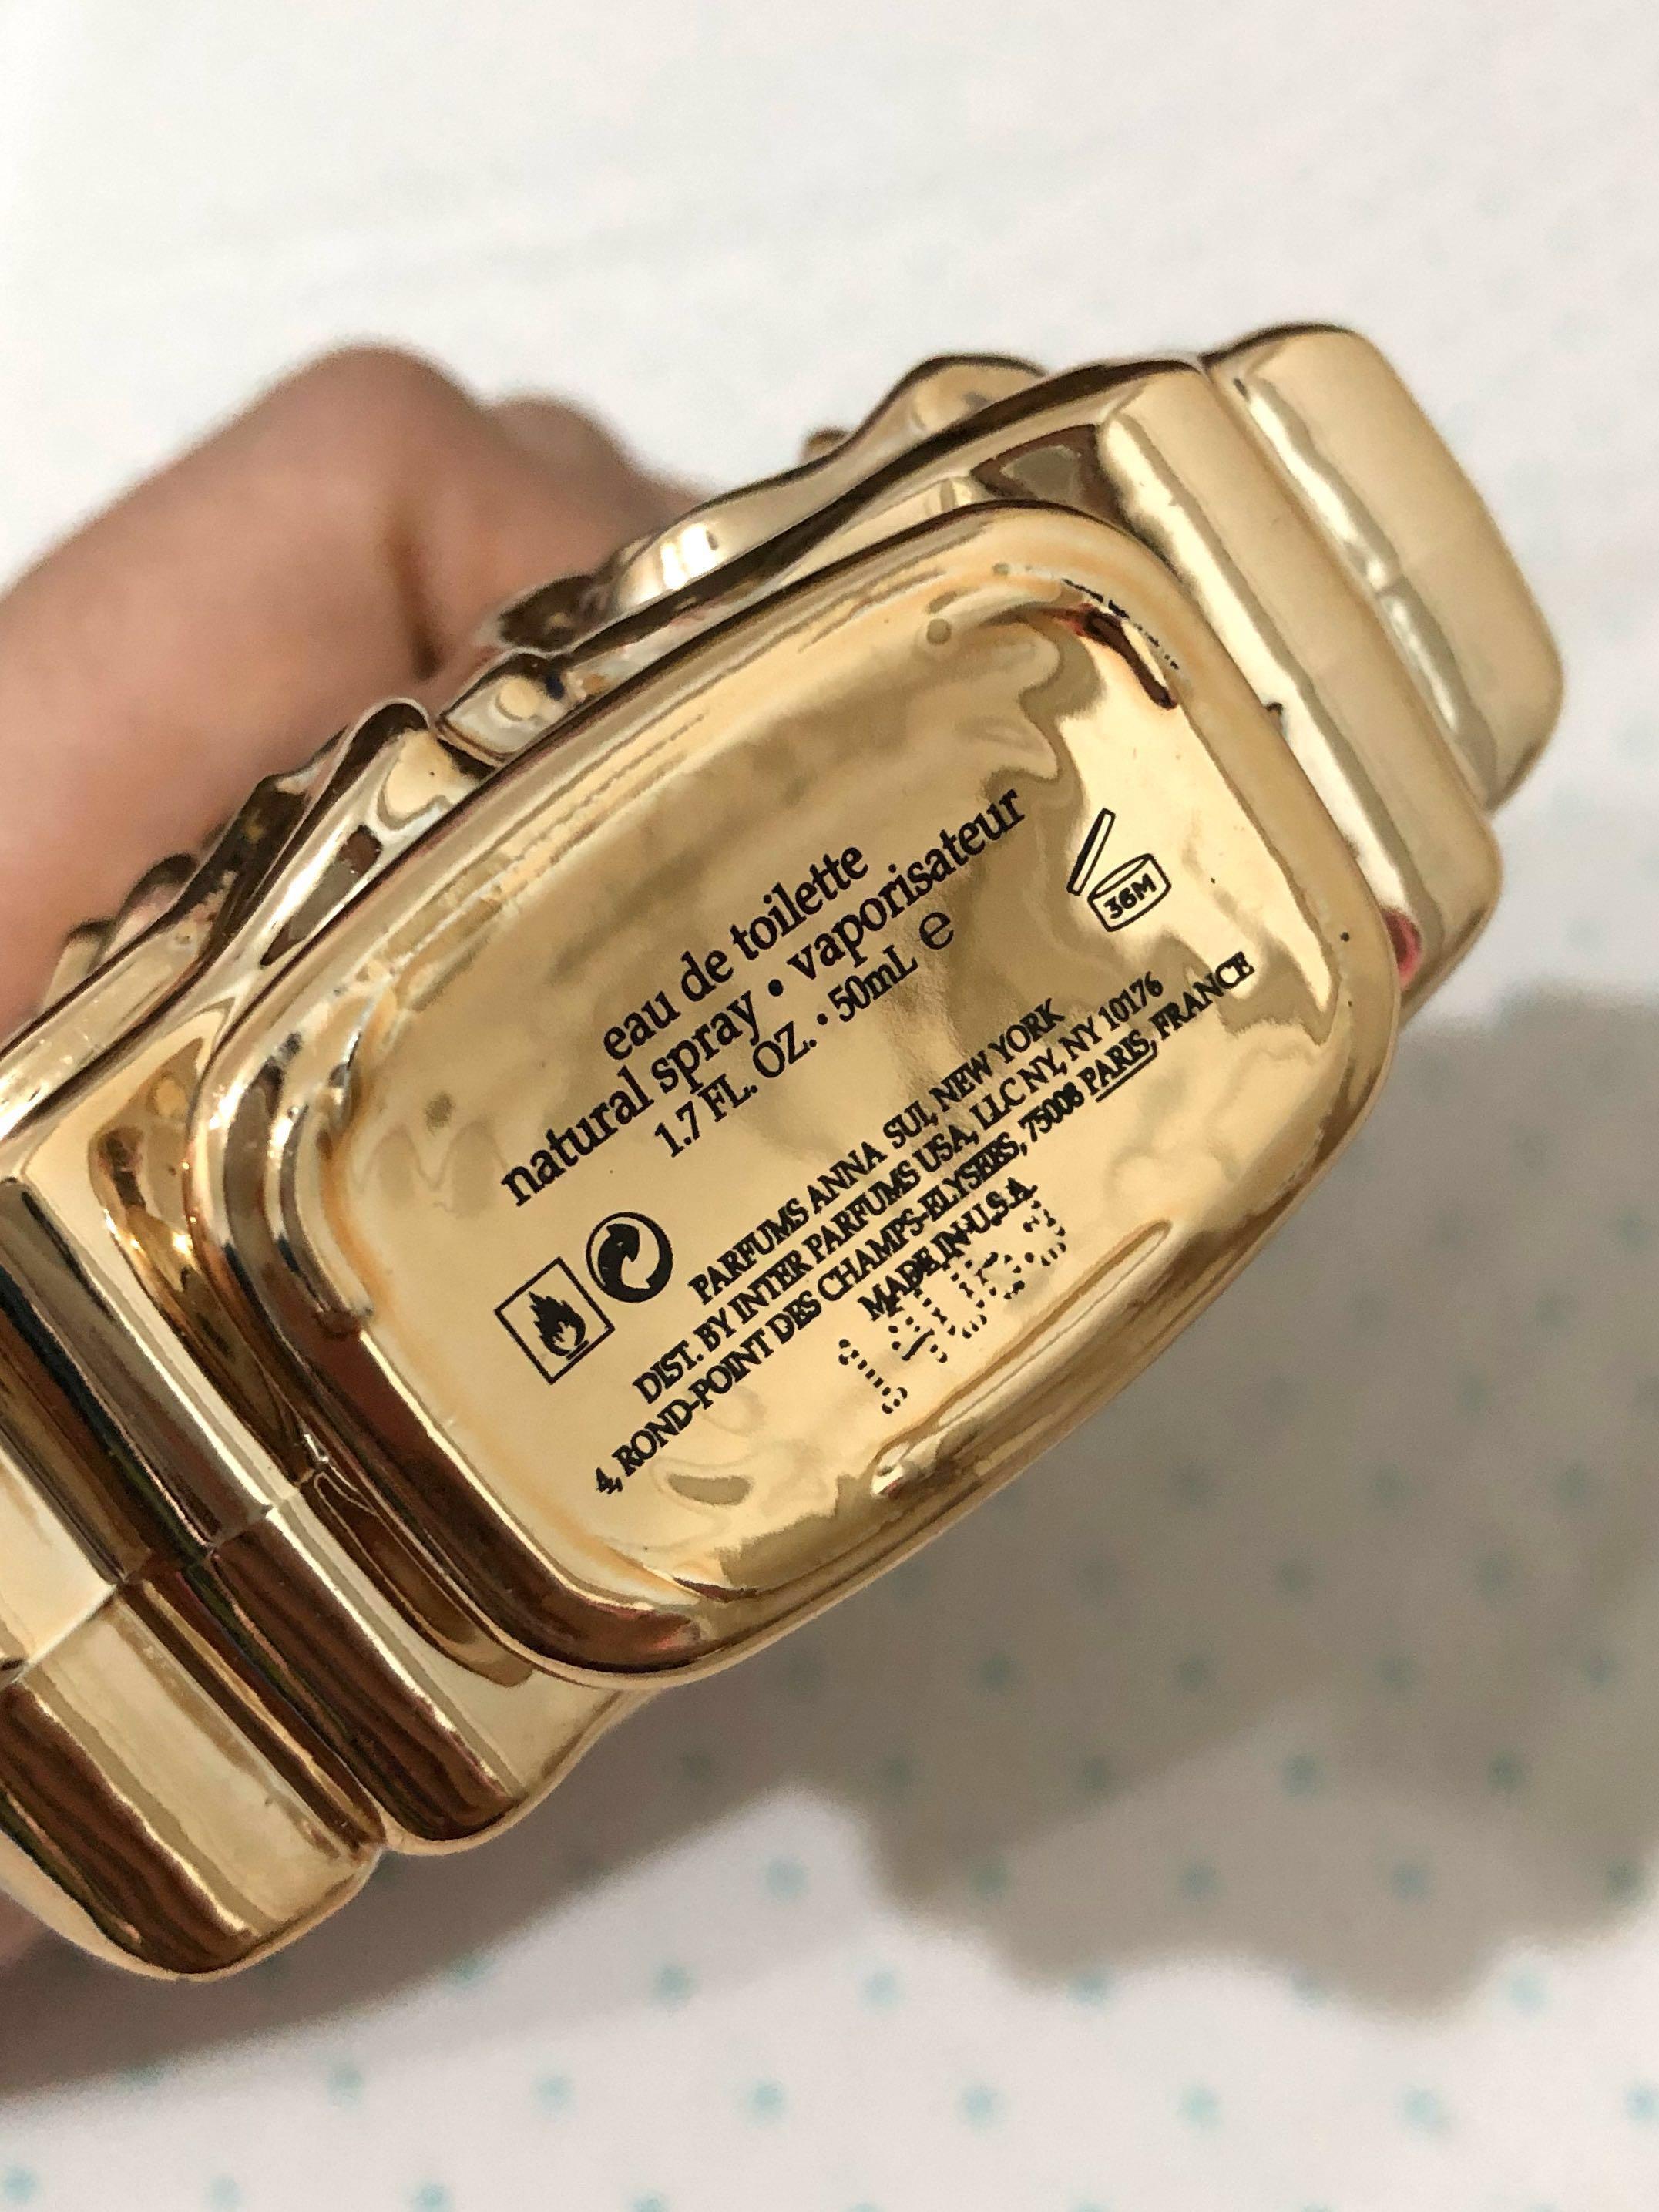 eau de toilette
natural spray • vaporisateur
1.7 FL. OZ. • 50mL ℮
36M
PARFUMS ANNA SUI, NEW YORK
DIST. BY INTER PARFUMS USA, LLC NY, NY 10176
4, ROND-POINT DES CHAMPS-ELYSEES, 75008 PARIS, FRANCE
MADE IN U.S.A.